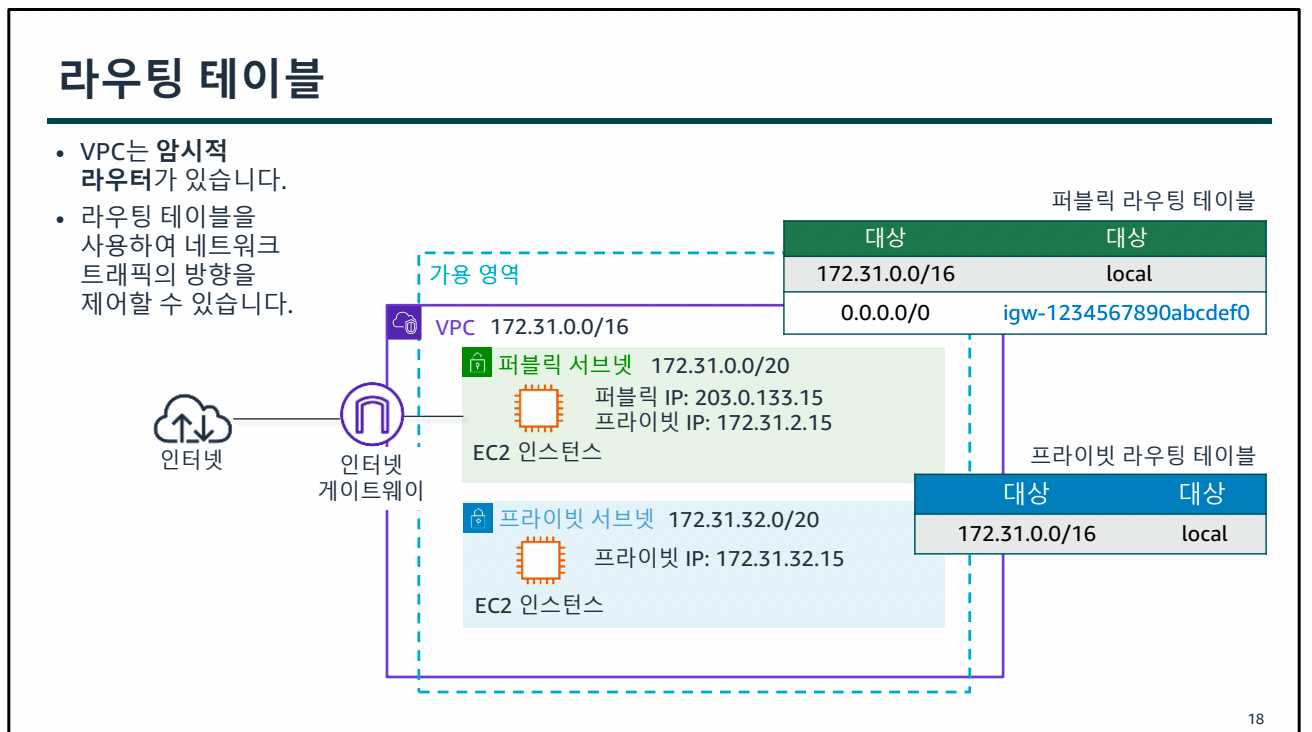 라우팅 테이블
• VPC는 암시적
라우터가 있습니다.
• 라우팅 테이블을
사용하여 네트워크
트래픽의 방향을
제어할 수 있습니다.
퍼블릭 라우팅 테이블
대상 대상
172.31.0.0/16 local
0.0.0.0/0 igw-1234567890abcdef0
가용 영역
VPC 172.31.0.0/16
퍼블릭 서브넷 172.31.0.0/20
퍼블릭 IP: 203.0.133.15
프라이빗 IP: 172.31.2.15
EC2 인스턴스
인터넷
인터넷
게이트웨이
프라이빗 라우팅 테이블
대상 대상
172.31.0.0/16 local
프라이빗 서브넷 172.31.32.0/20
프라이빗 IP: 172.31.32.15
EC2 인스턴스
18